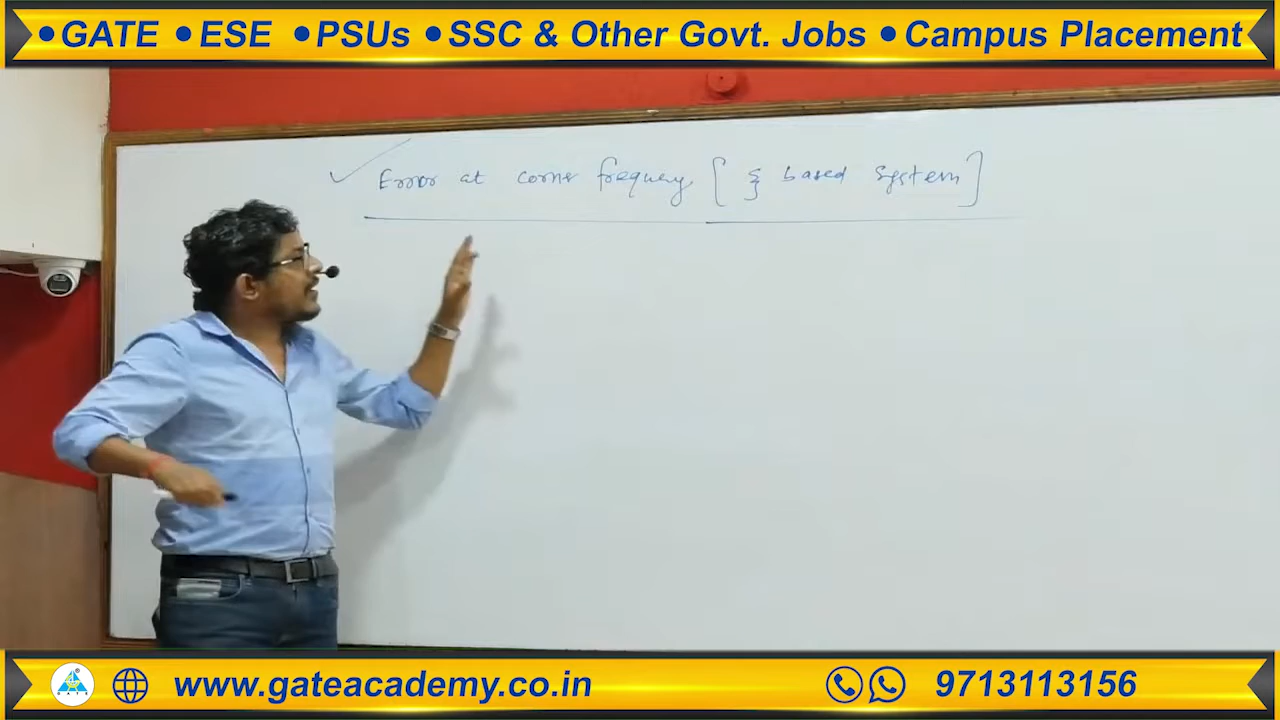 •GATE •ESE •PSUs •SSC & Other Govt. Jobs •Campus Placement
✓ Error at corner frequency [ ξ based system ]
GATE
www.gateacademy.co.in
9713113156